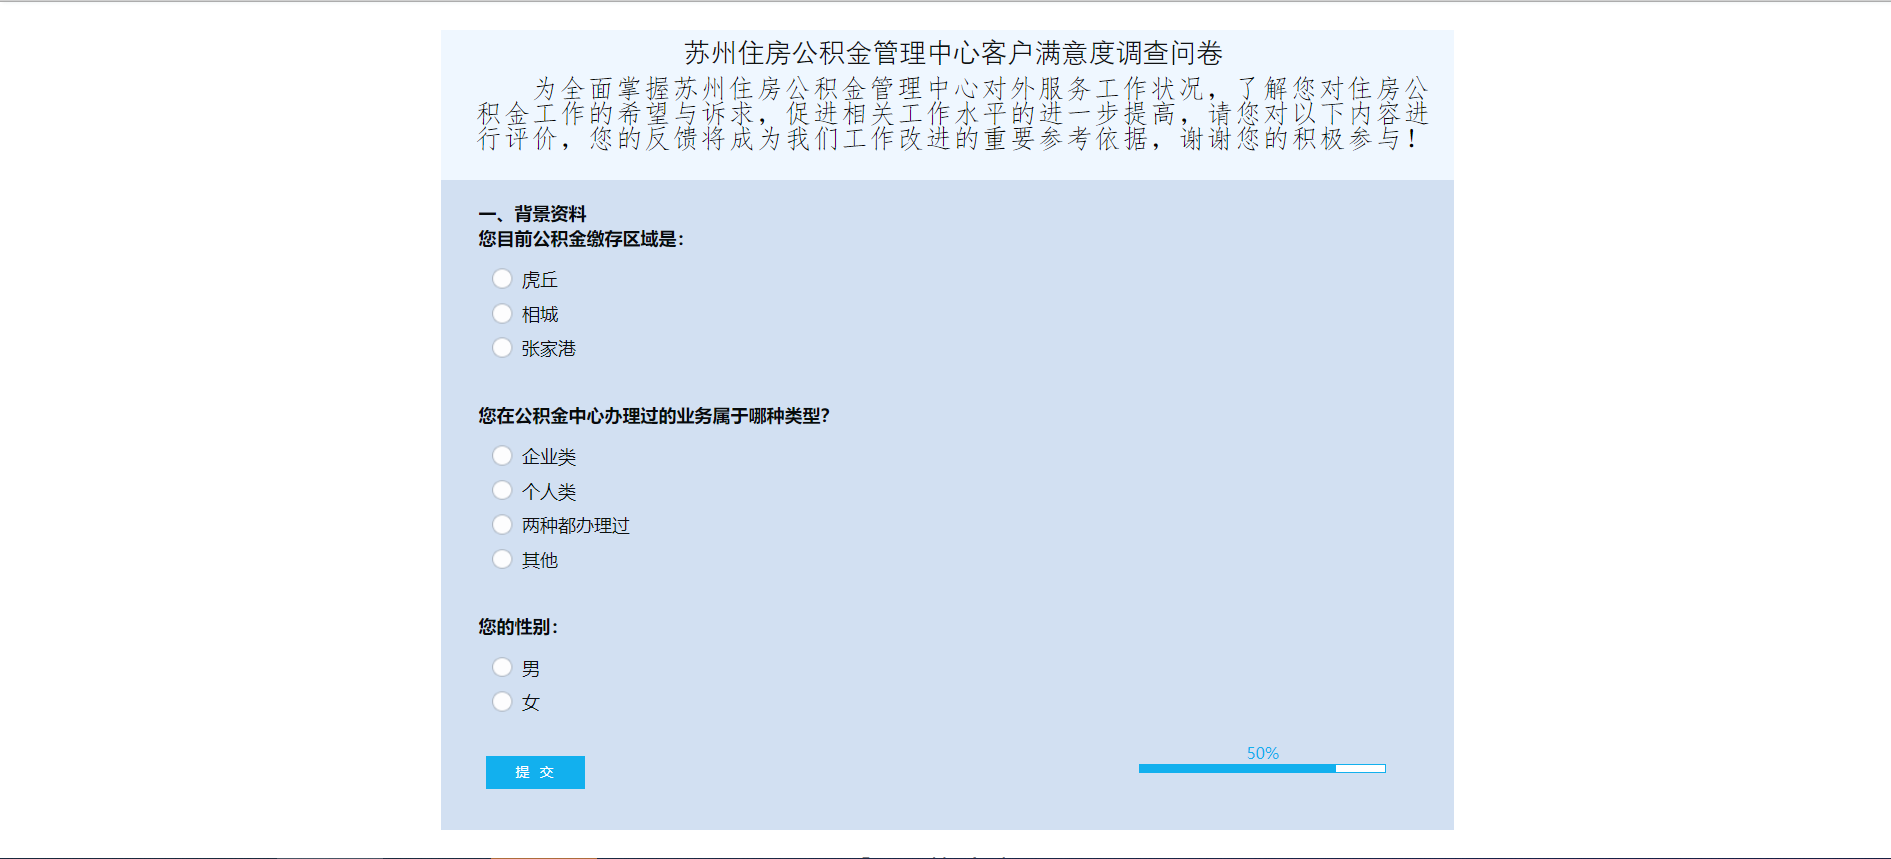 苏州住房公积金管理中心客户满意度调查问卷
为全面掌握苏州住房公积金管理中心对外服务工作状况，了解您对住房公
积金工作的希望与诉求，促进相关工作水平的进一步提高，请您对以下内容进
行评价，您的反馈将成为我们工作改进的重要参考依据，谢谢您的积极参与！
一、背景资料
您目前公积金缴存区域是：
虎丘
相城
张家港
您在公积金中心办理过的业务属于哪种类型？
企业类
个人类
两种都办理过
其他
您的性别：
男
女
50%
提 交